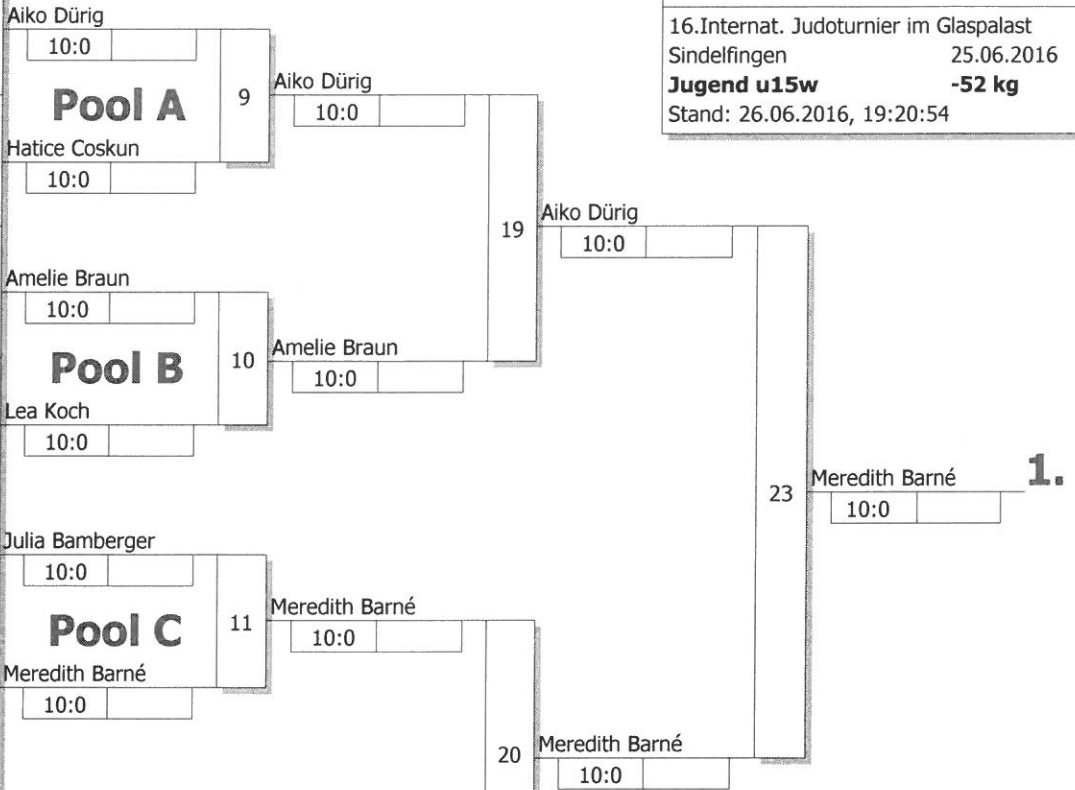 16.Internat. Judoturnier im Glaspalast
Sindelfingen 25.06.2016
Jugend u15w -52 kg
Stand: 26.06.2016, 19:20:54
Aiko Dürig
10:0
Pool A
9
Hatice Coskun
10:0
Aiko Dürig
10:0
Amelie Braun
10:0
Pool B
10
Lea Koch
10:0
Amelie Braun
10:0
19
Aiko Dürig
10:0
Julia Bamberger
10:0
Pool C
11
Meredith Barné
10:0
Meredith Barné
10:0
20
Meredith Barné
10:0
23
Meredith Barné
10:0
1.